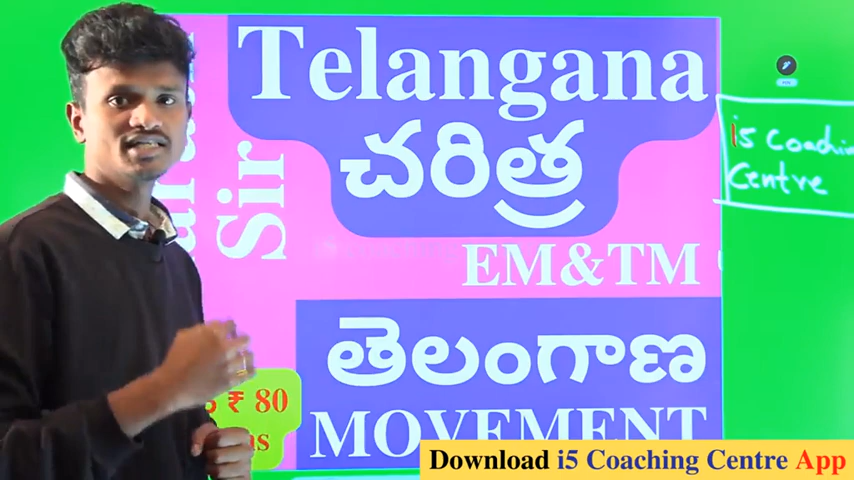 Telangana
చరిత్ర
Sir
EM&TM
తెలంగాణ
MOVEMENT
₹ 80
i5 Coachin
Centre
Download i5 Coaching Centre App